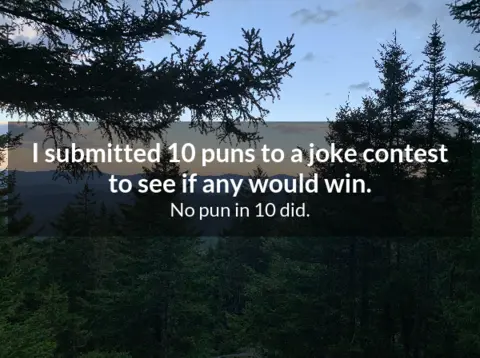 I submitted 10 puns to a joke contest
to see if any would win.
No pun in 10 did.